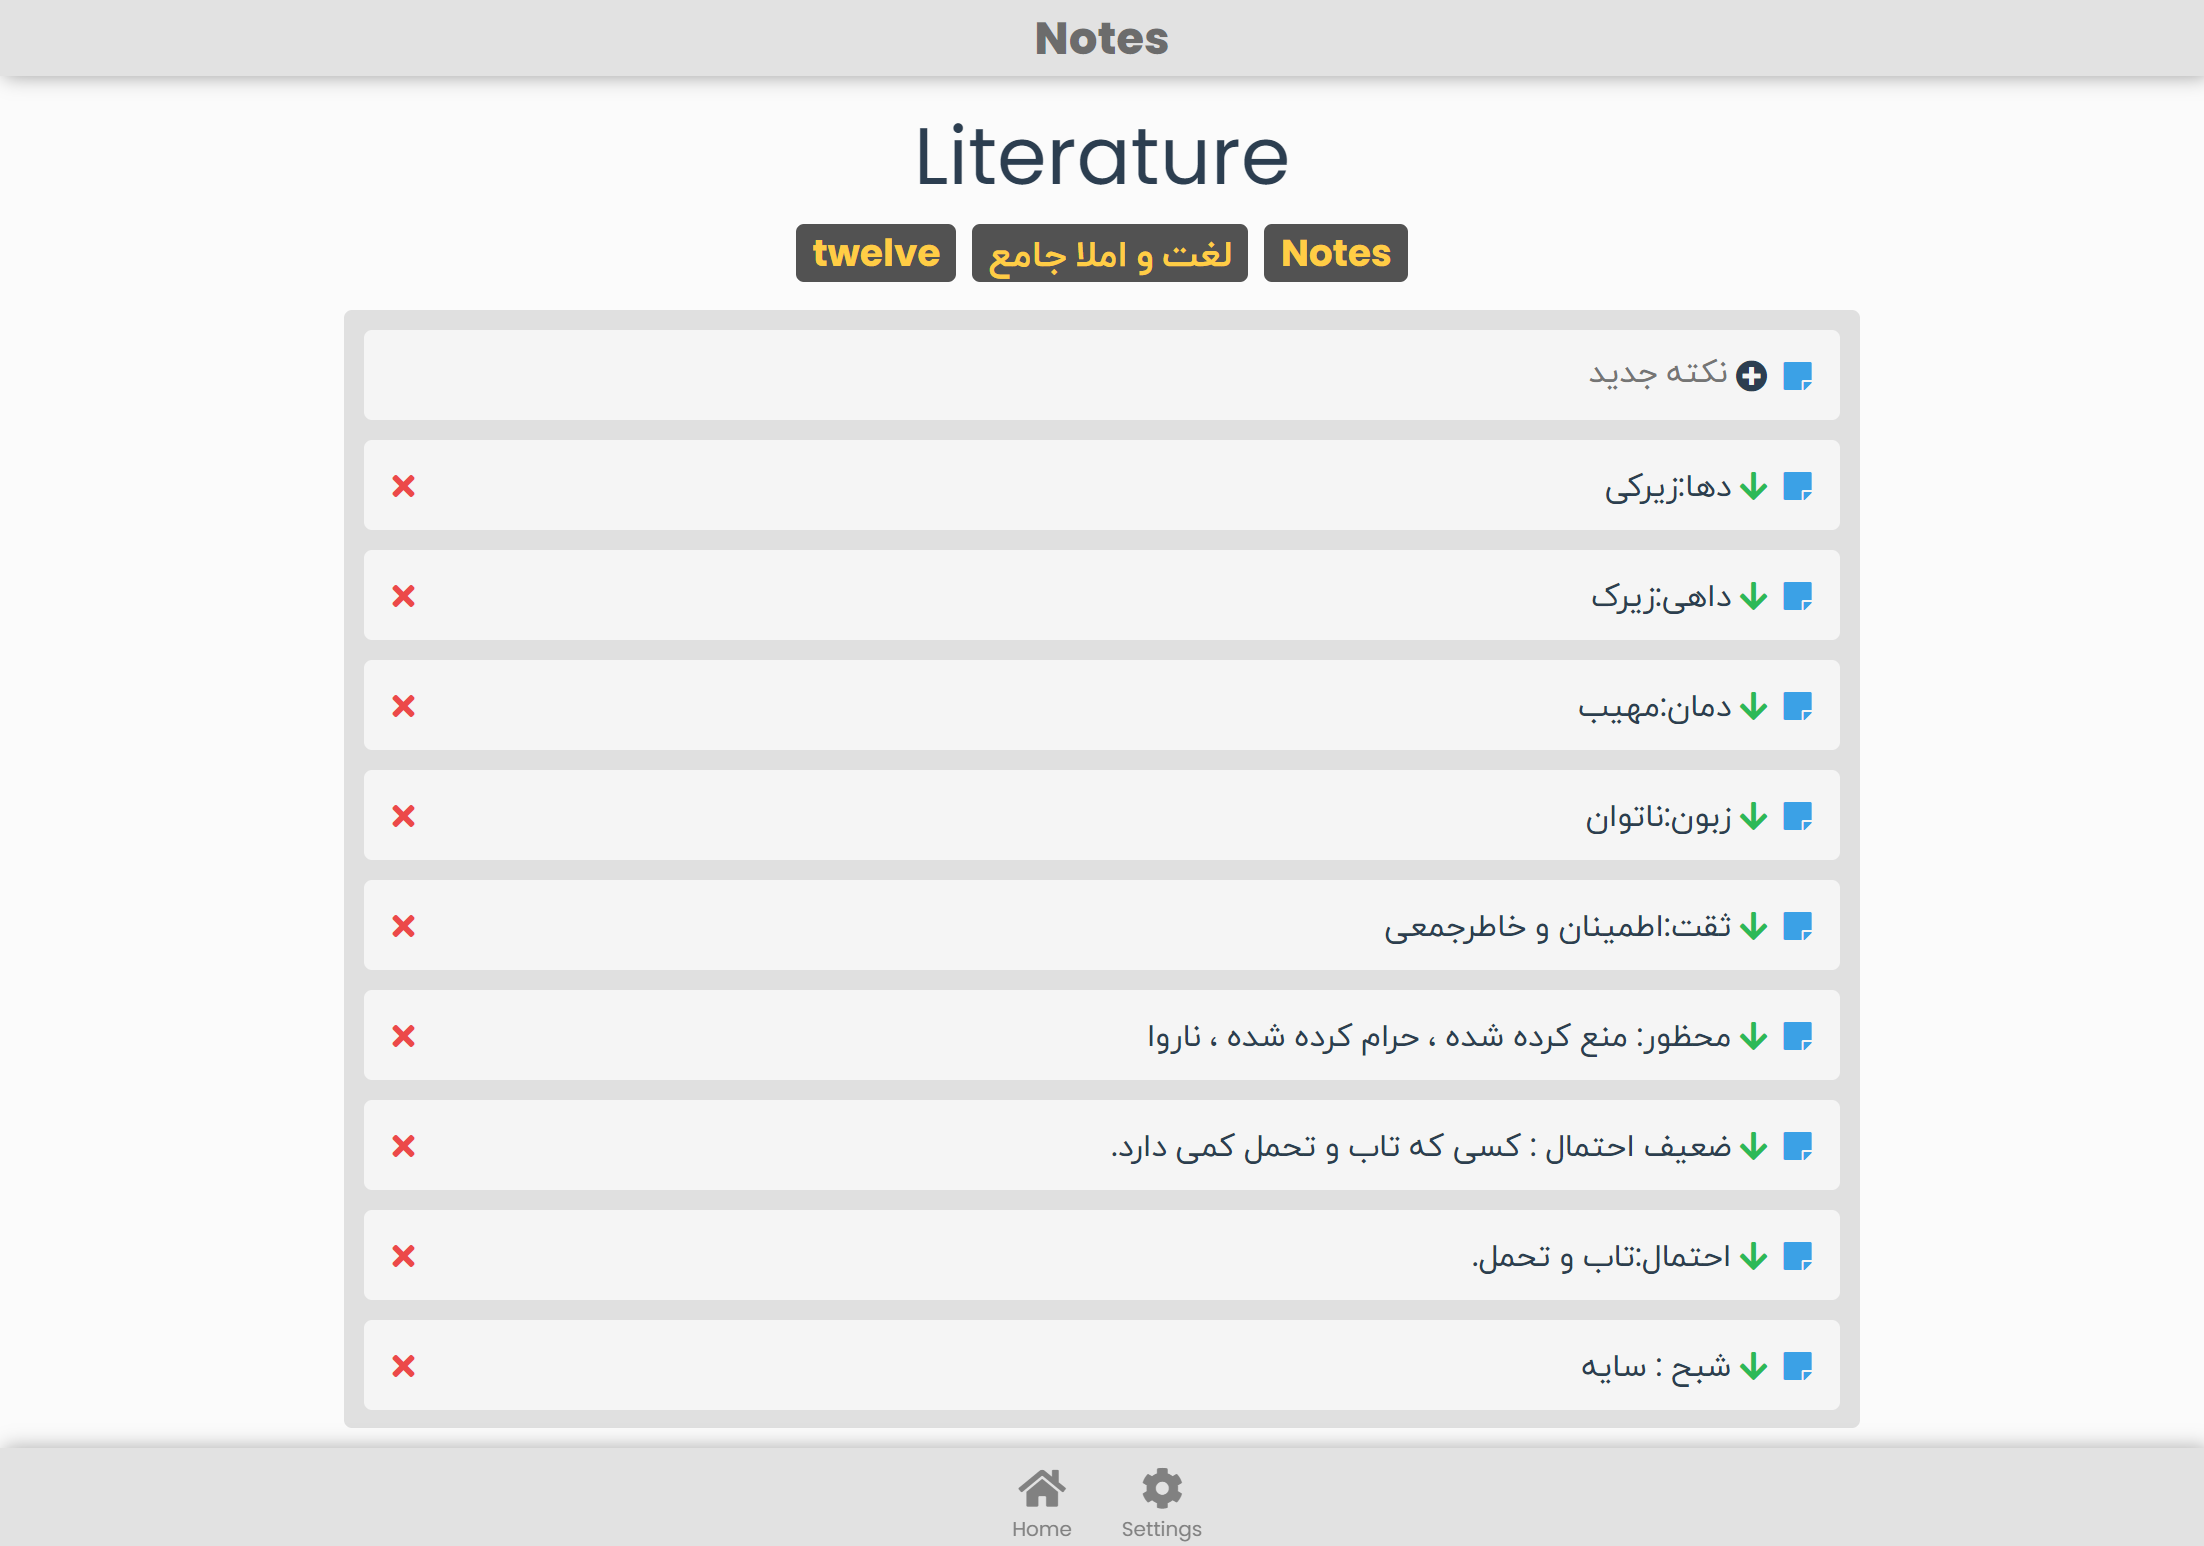 Notes
Literature
twelve لغت و املا جامع Notes
نکته جدید
دها:زیرکی
داهی:زیرک
دمان:مهیب
زبون:ناتوان
ثقت:اطمینان و خاطرجمعی
محظور: منع کرده شده ، حرام کرده شده ، ناروا
ضعیف احتمال : کسی که تاب و تحمل کمی دارد.
احتمال:تاب و تحمل.
شبح : سایه
Home Settings